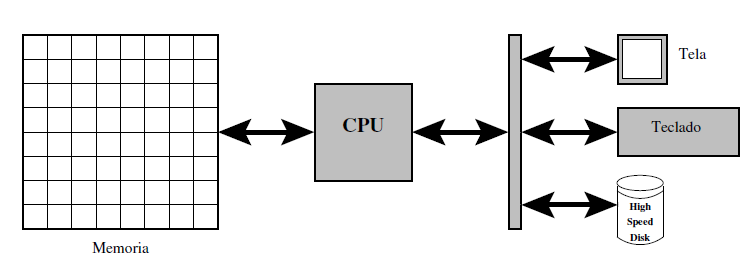 Tela
CPU
Teclado
High
Speed
Disk
Memoria